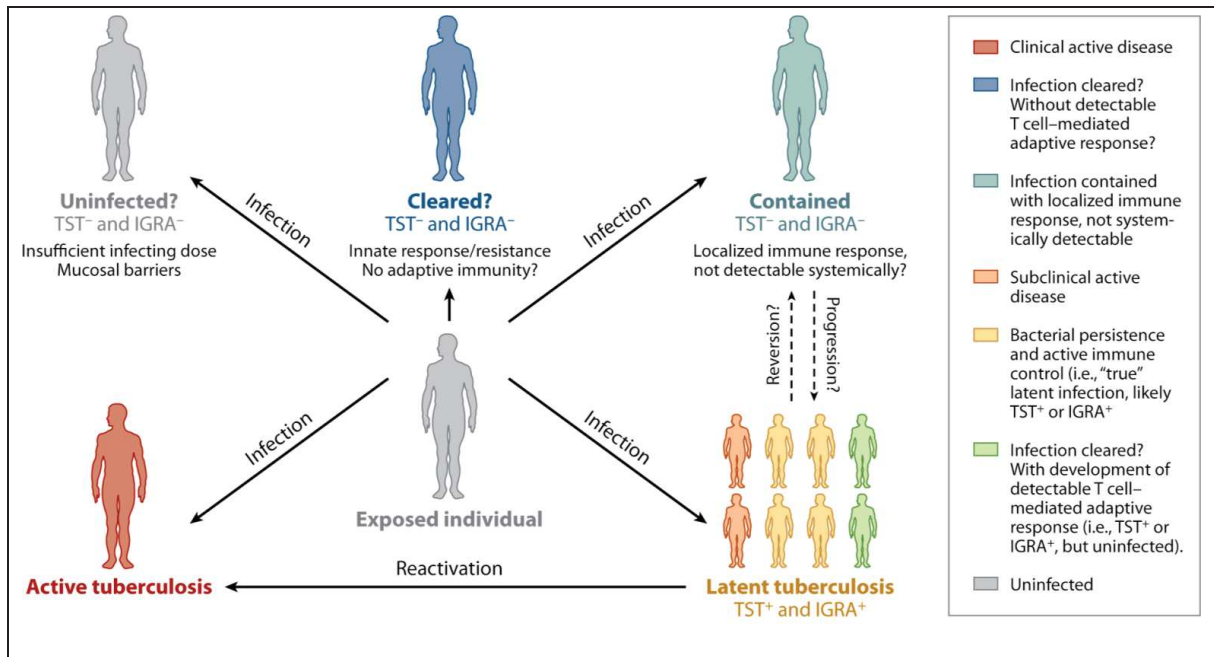 Uninfected?
TST⁻ and IGRA⁻
Insufficient infecting dose
Mucosal barriers
Cleared?
TST⁻ and IGRA⁻
Innate response/resistance
No adaptive immunity?
Contained
TST⁻ and IGRA⁻
Localized immune response,
not detectable systemically?
Infection
Infection
Reversion?
Progression?
Infection
Infection
Exposed individual
Active tuberculosis
Reactivation
Latent tuberculosis
TST⁺ and IGRA⁺
Clinical active disease
Infection cleared?
Without detectable
T cell–mediated
adaptive response?
Infection contained
with localized immune
response, not system-
ically detectable
Subclinical active
disease
Bacterial persistence
and active immune
control (i.e., “true”
latent infection, likely
TST⁺ or IGRA⁺
Infection cleared?
With development of
detectable T cell–
mediated adaptive
response (i.e., TST⁺ or
IGRA⁺, but uninfected).
Uninfected